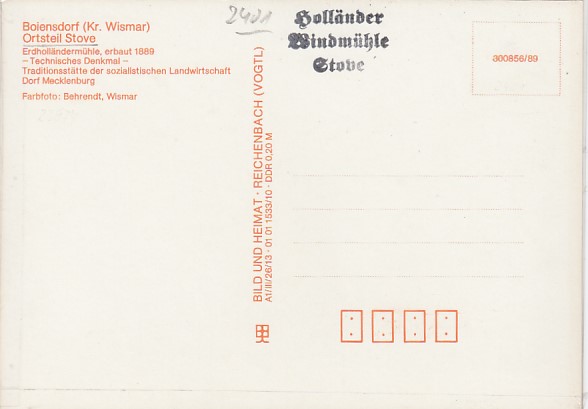 Boiensdorf (Kr. Wismar)
Ortsteil Stove
Erdholländermühle, erbaut 1889
– Technisches Denkmal –
Traditionsstätte der sozialistischen Landwirtschaft
Dorf Mecklenburg
Farbfoto: Behrendt, Wismar
2401
Holländer
Windmühle
Stove
300856/89
BILD UND HEIMAT · REICHENBACH (VOGTL)
A1/III/26/13 · 01 01 1533/10 · DDR 0,20 M